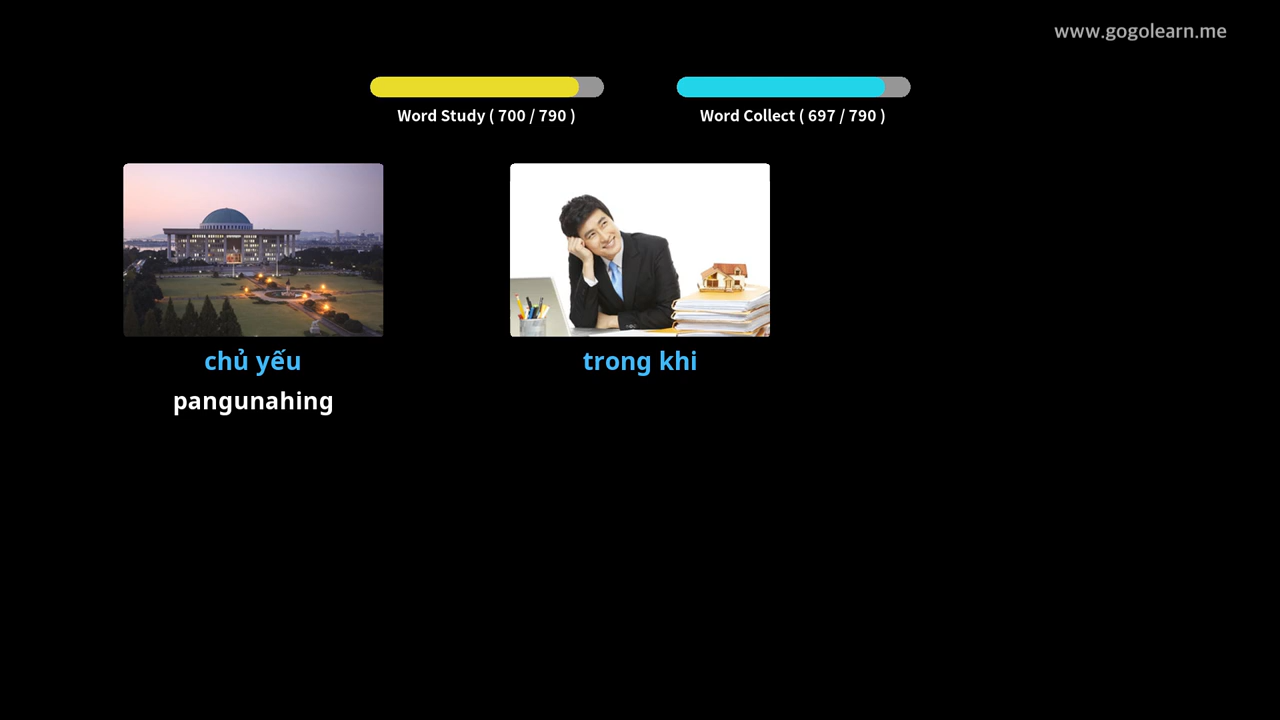 www.gogolearn.me
Word Study ( 700 / 790 )
Word Collect ( 697 / 790 )
chủ yếu
pangunahing
trong khi